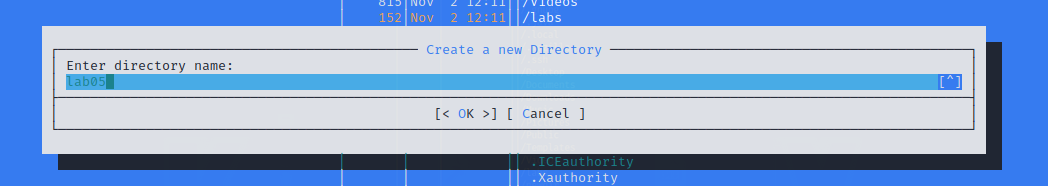 815 Nov 2 12:11 /Videos
152 Nov 2 12:11 /labs
Create a new Directory
Enter directory name:
lab05 [^]
[< OK >] [ Cancel ]
.ICEauthority
.Xauthority